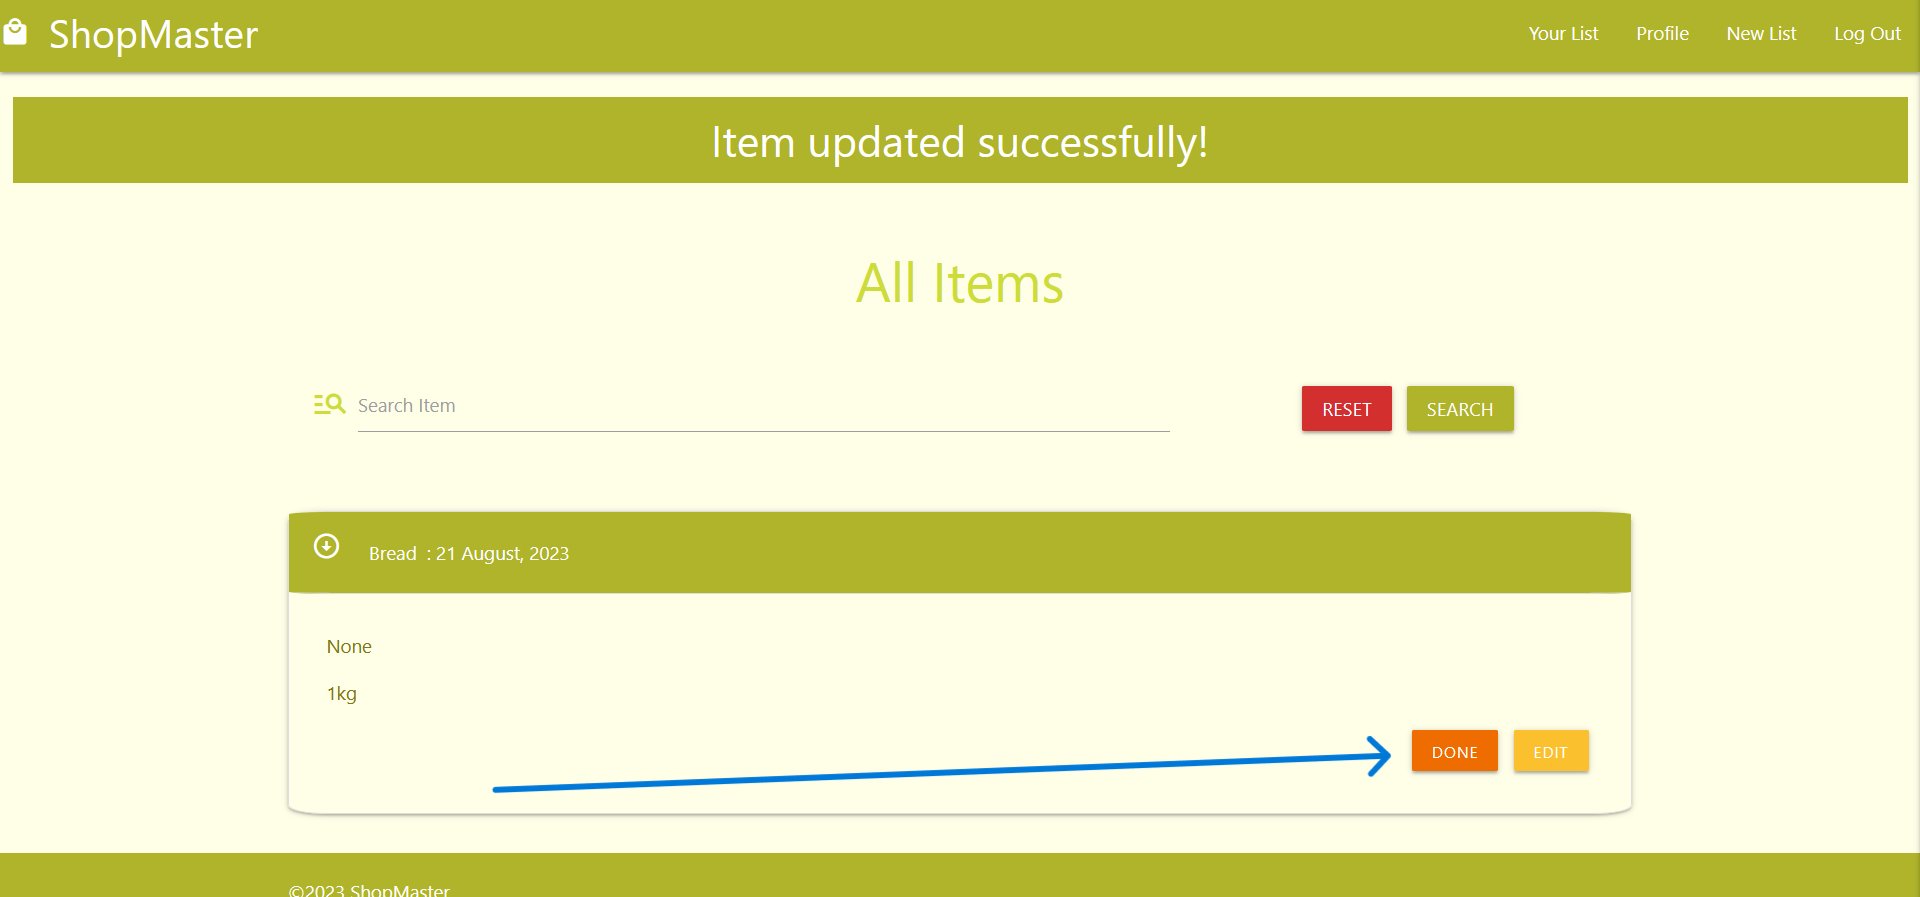 ShopMaster
Your List Profile New List Log Out
Item updated successfully!
All Items
Search Item
RESET SEARCH
Bread : 21 August, 2023
None
1kg
DONE EDIT
©2023 ShopMaster